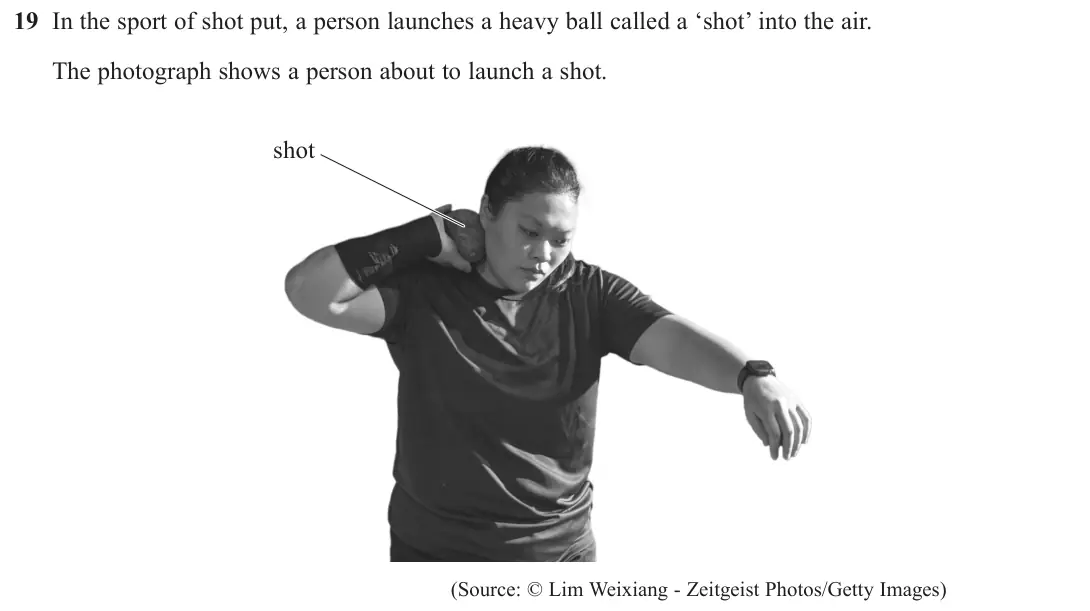 19 In the sport of shot put, a person launches a heavy ball called a ‘shot’ into the air.
The photograph shows a person about to launch a shot.
shot
(Source: © Lim Weixiang - Zeitgeist Photos/Getty Images)